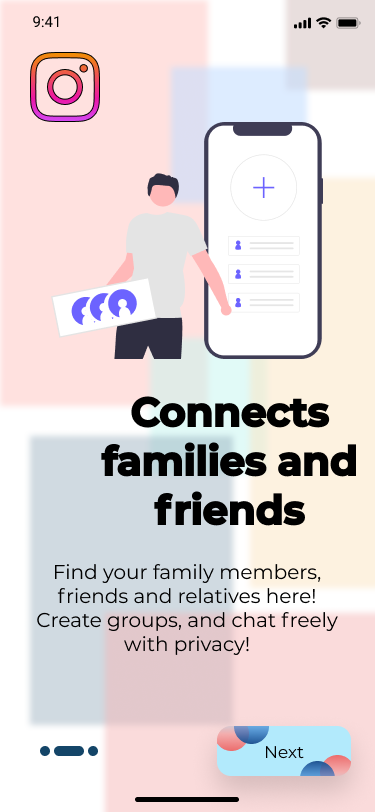 9:41
Connects
families and
friends
Find your family members,
friends and relatives here!
Create groups, and chat freely
with privacy!
Next